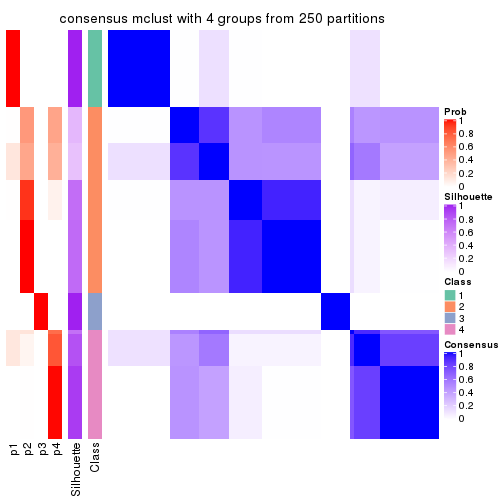 consensus mclust with 4 groups from 250 partitions
Prob
1
0.8
0.6
0.4
0.2
0
Silhouette
1
0.8
0.6
0.4
0.2
0
Class
1
2
3
4
Consensus
1
0.8
0.6
0.4
0.2
0
p1
p2
p3
p4
Silhouette
Class